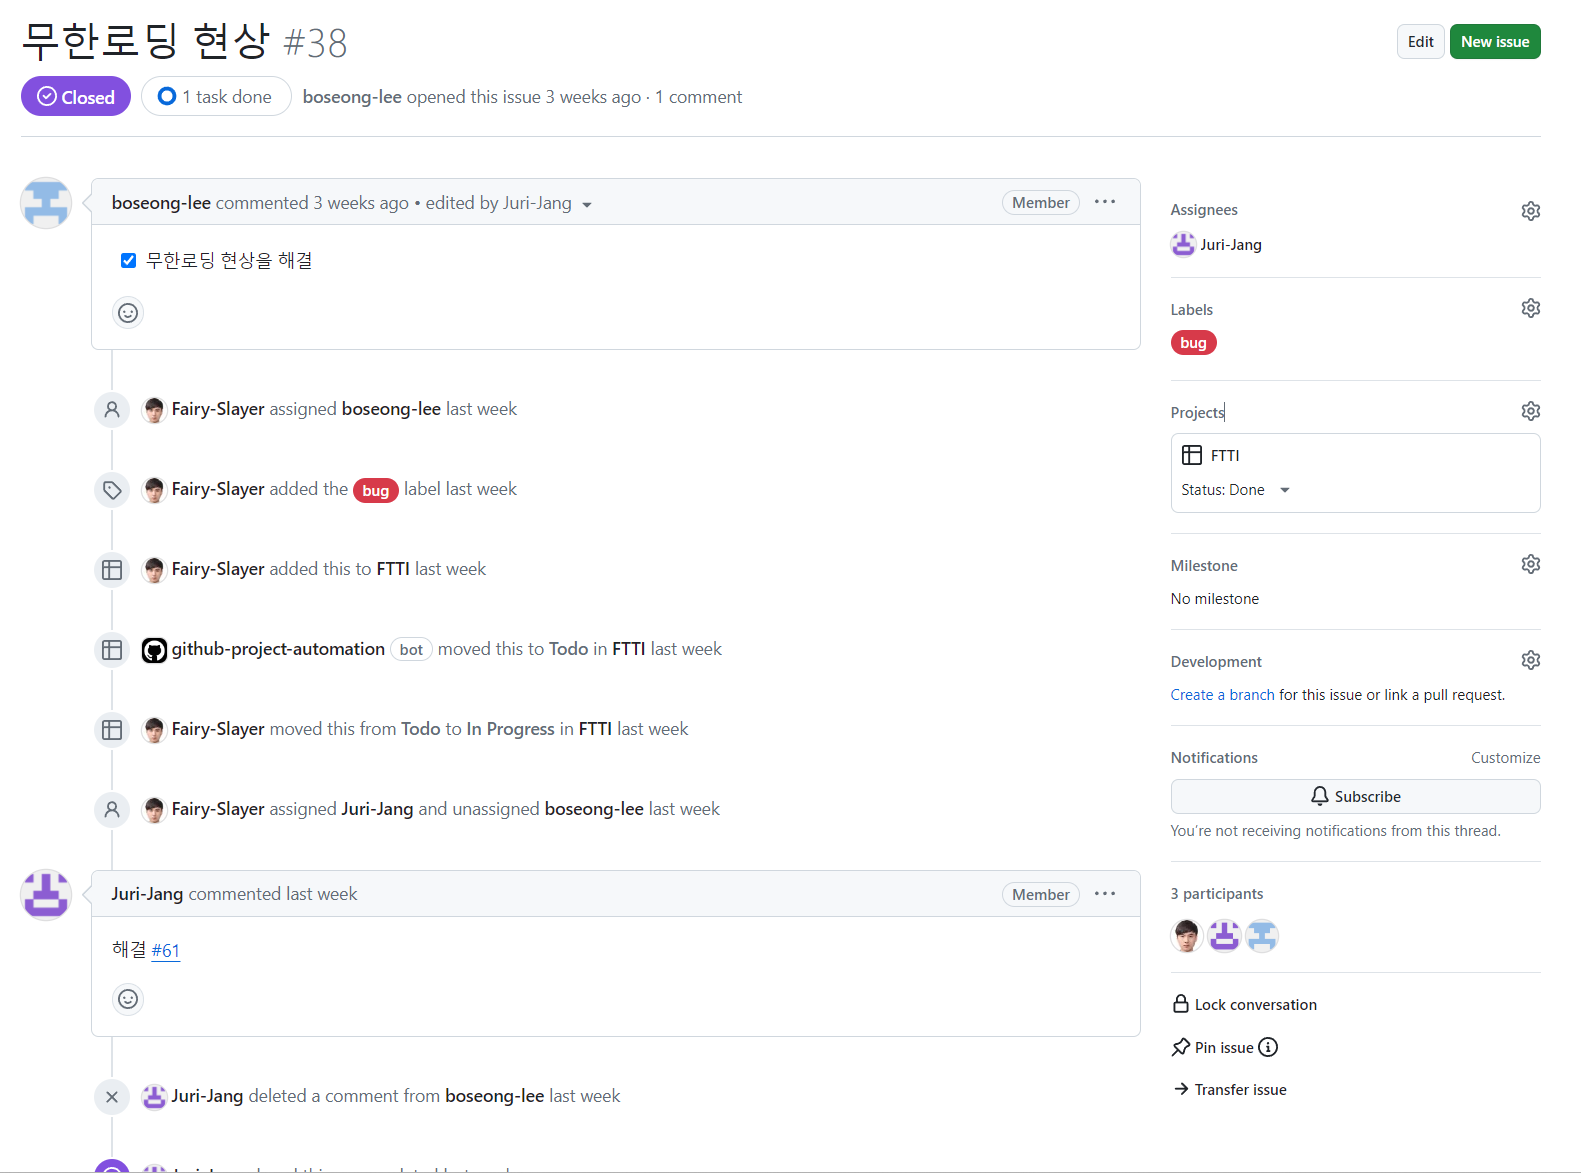 무한로딩 현상 #38
Edit
New issue
Closed
1 task done
boseong-lee opened this issue 3 weeks ago · 1 comment
boseong-lee commented 3 weeks ago • edited by Juri-Jang
Member
무한로딩 현상을 해결
Fairy-Slayer assigned boseong-lee last week
Fairy-Slayer added the bug label last week
Fairy-Slayer added this to FTTI last week
github-project-automation bot moved this to Todo in FTTI last week
Fairy-Slayer moved this from Todo to In Progress in FTTI last week
Fairy-Slayer assigned Juri-Jang and unassigned boseong-lee last week
Juri-Jang commented last week
Member
해결 #61
Juri-Jang deleted a comment from boseong-lee last week
Assignees
Juri-Jang
Labels
bug
Projects
FTTI
Status: Done
Milestone
No milestone
Development
Create a branch for this issue or link a pull request.
Notifications
Customize
Subscribe
You're not receiving notifications from this thread.
3 participants
Lock conversation
Pin issue
Transfer issue